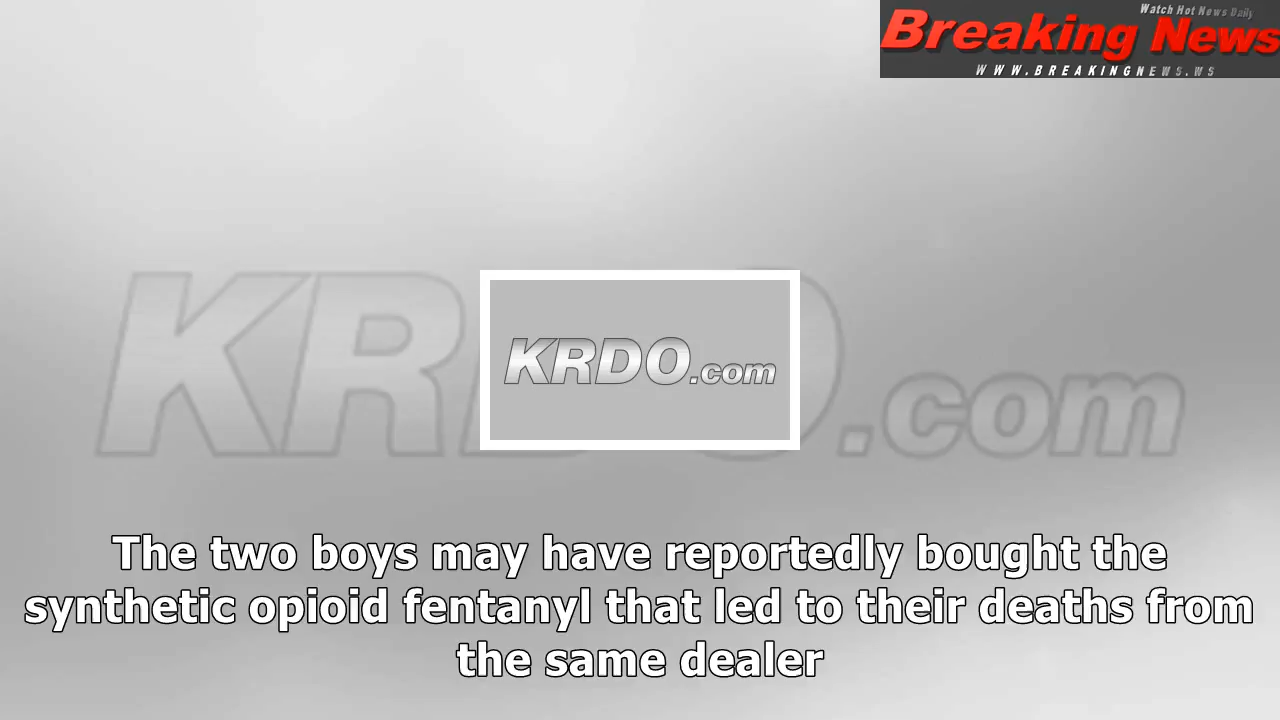 Watch Hot News Daily
Breaking News
WWW.BREAKINGNEWS.WS
KRDO.com
KRDO.com
The two boys may have reportedly bought the
synthetic opioid fentanyl that led to their deaths from
the same dealer